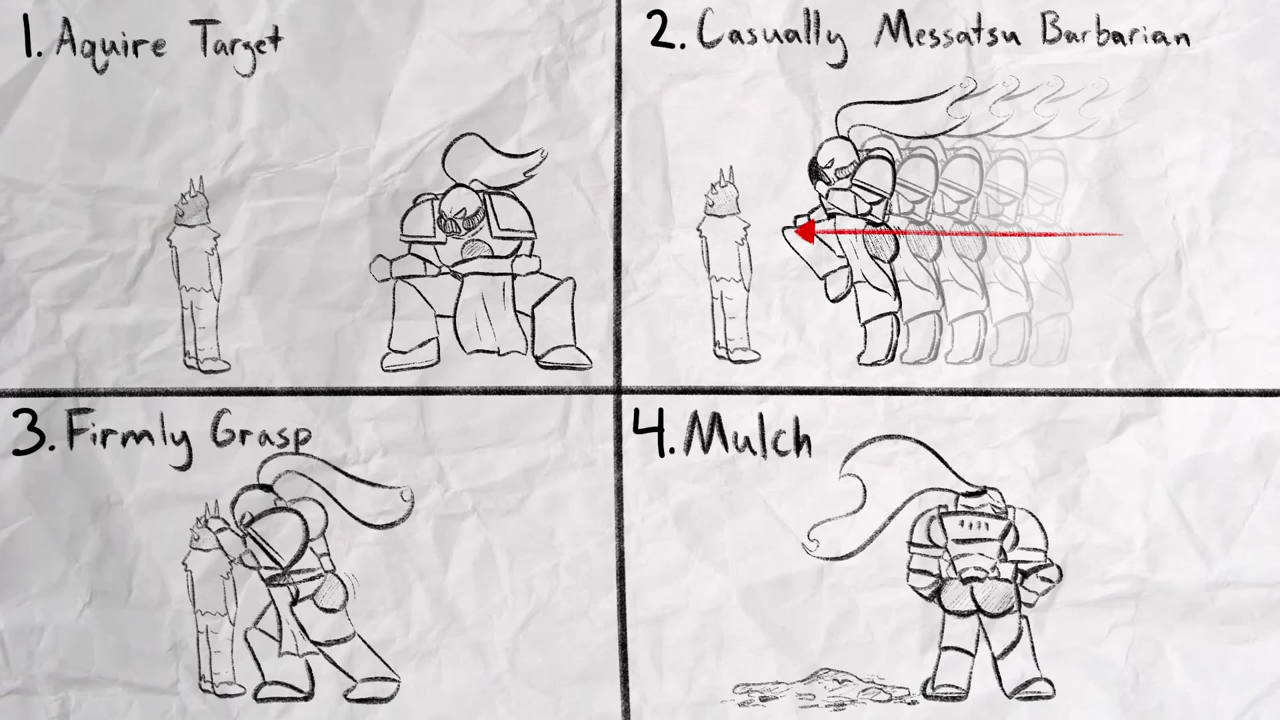 1. Aquire Target
2. Casually Messatsu Barbarian
3. Firmly Grasp
4. Mulch